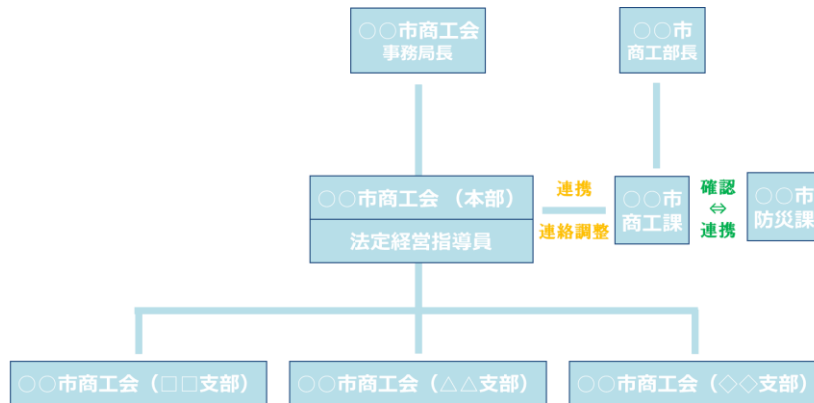 ○○市商工会
事務局長
○○市
商工部長
○○市商工会（本部）
法定経営指導員
連携
連絡調整
○○市
商工課
確認
⇔
連携
○○市
防災課
○○市商工会（□□支部）
○○市商工会（△△支部）
○○市商工会（◇◇支部）